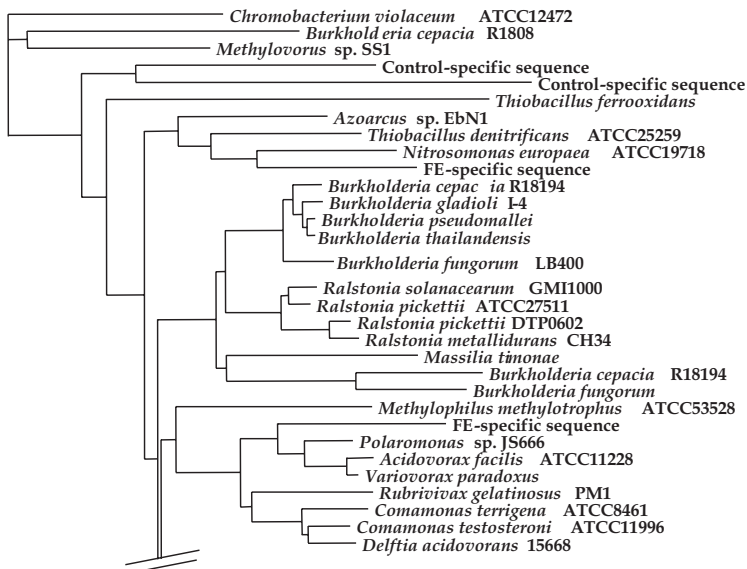 Chromobacterium violaceum ATCC12472
Burkhold eria cepacia R1808
Methylovorus sp. SS1
Control-specific sequence
Control-specific sequence
Thiobacillus ferrooxidans
Azoarcus sp. EbN1
Thiobacillus denitrificans ATCC25259
Nitrosomonas europaea ATCC19718
FE-specific sequence
Burkholderia cepac ia R18194
Burkholderia gladioli I-4
Burkholderia pseudomallei
Burkholderia thailandensis
Burkholderia fungorum LB400
Ralstonia solanacearum GMI1000
Ralstonia pickettii ATCC27511
Ralstonia pickettii DTP0602
Ralstonia metallidurans CH34
Massilia timonae
Burkholderia cepacia R18194
Burkholderia fungorum
Methylophilus methylotrophus ATCC53528
FE-specific sequence
Polaromonas sp. JS666
Acidovorax facilis ATCC11228
Variovorax paradoxus
Rubrivivax gelatinosus PM1
Comamonas terrigena ATCC8461
Comamonas testosteroni ATCC11996
Delftia acidovorans 15668